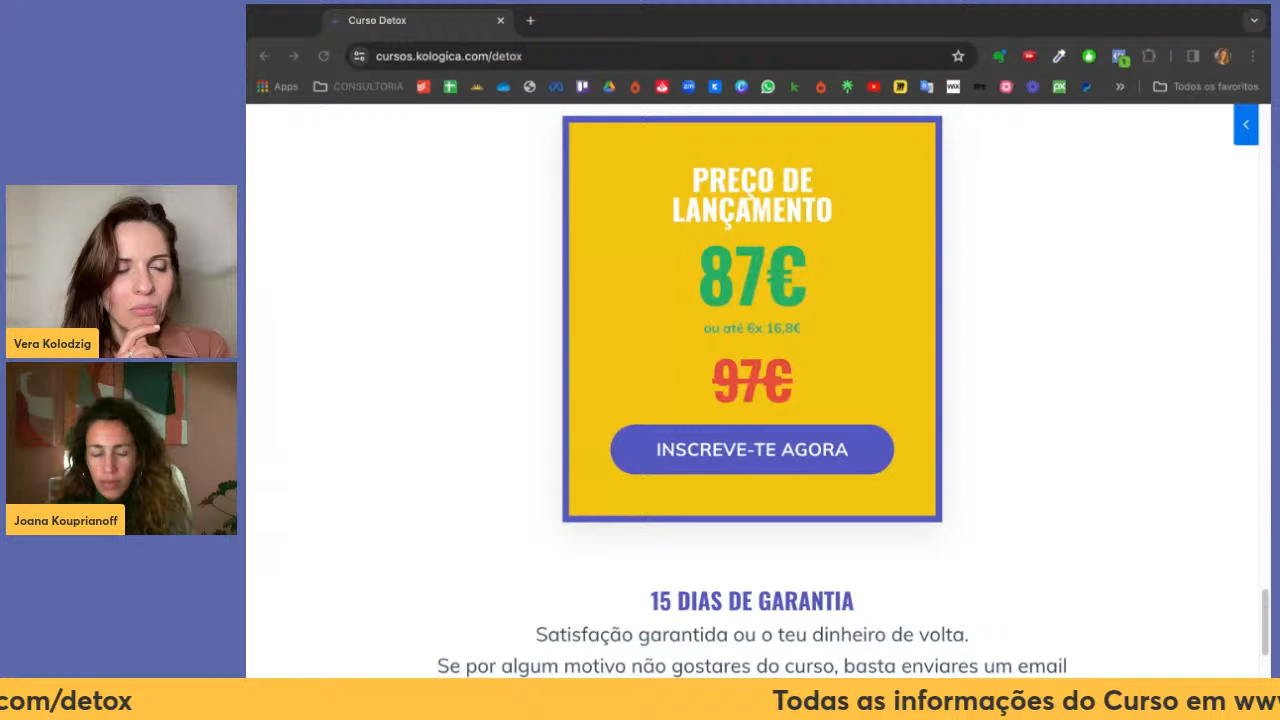 Curso Detox
cursos.kologica.com/detox
Apps
CONSULTORIA
Todos os favoritos
PREÇO DE
LANÇAMENTO
87€
ou até 6x 16,8€
97€
INSCREVE-TE AGORA
15 DIAS DE GARANTIA
Satisfação garantida ou o teu dinheiro de volta.
Se por algum motivo não gostares do curso, basta enviares um email
Vera Kolodzig
Joana Kouprianoff
com/detox
Todas as informações do Curso em www